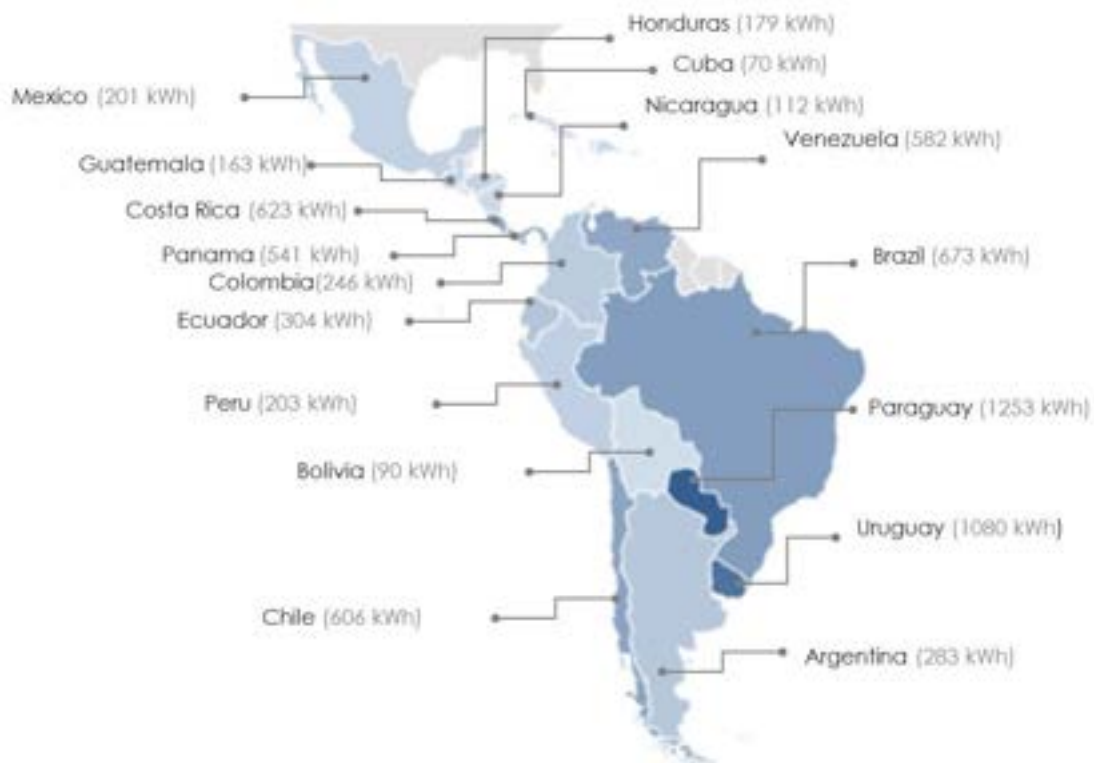 Honduras (179 kWh)
Cuba (70 kWh)
Mexico (201 kWh)
Nicaragua (112 kWh)
Venezuela (582 kWh)
Guatemala (163 kWh)
Costa Rica (623 kWh)
Panama (541 kWh)
Brazil (673 kWh)
Colombia(246 kWh)
Ecuador (304 kWh)
Peru (203 kWh)
Paraguay (1253 kWh)
Bolivia (90 kWh)
Uruguay (1080 kWh)
Chile (606 kWh)
Argentina (283 kWh)